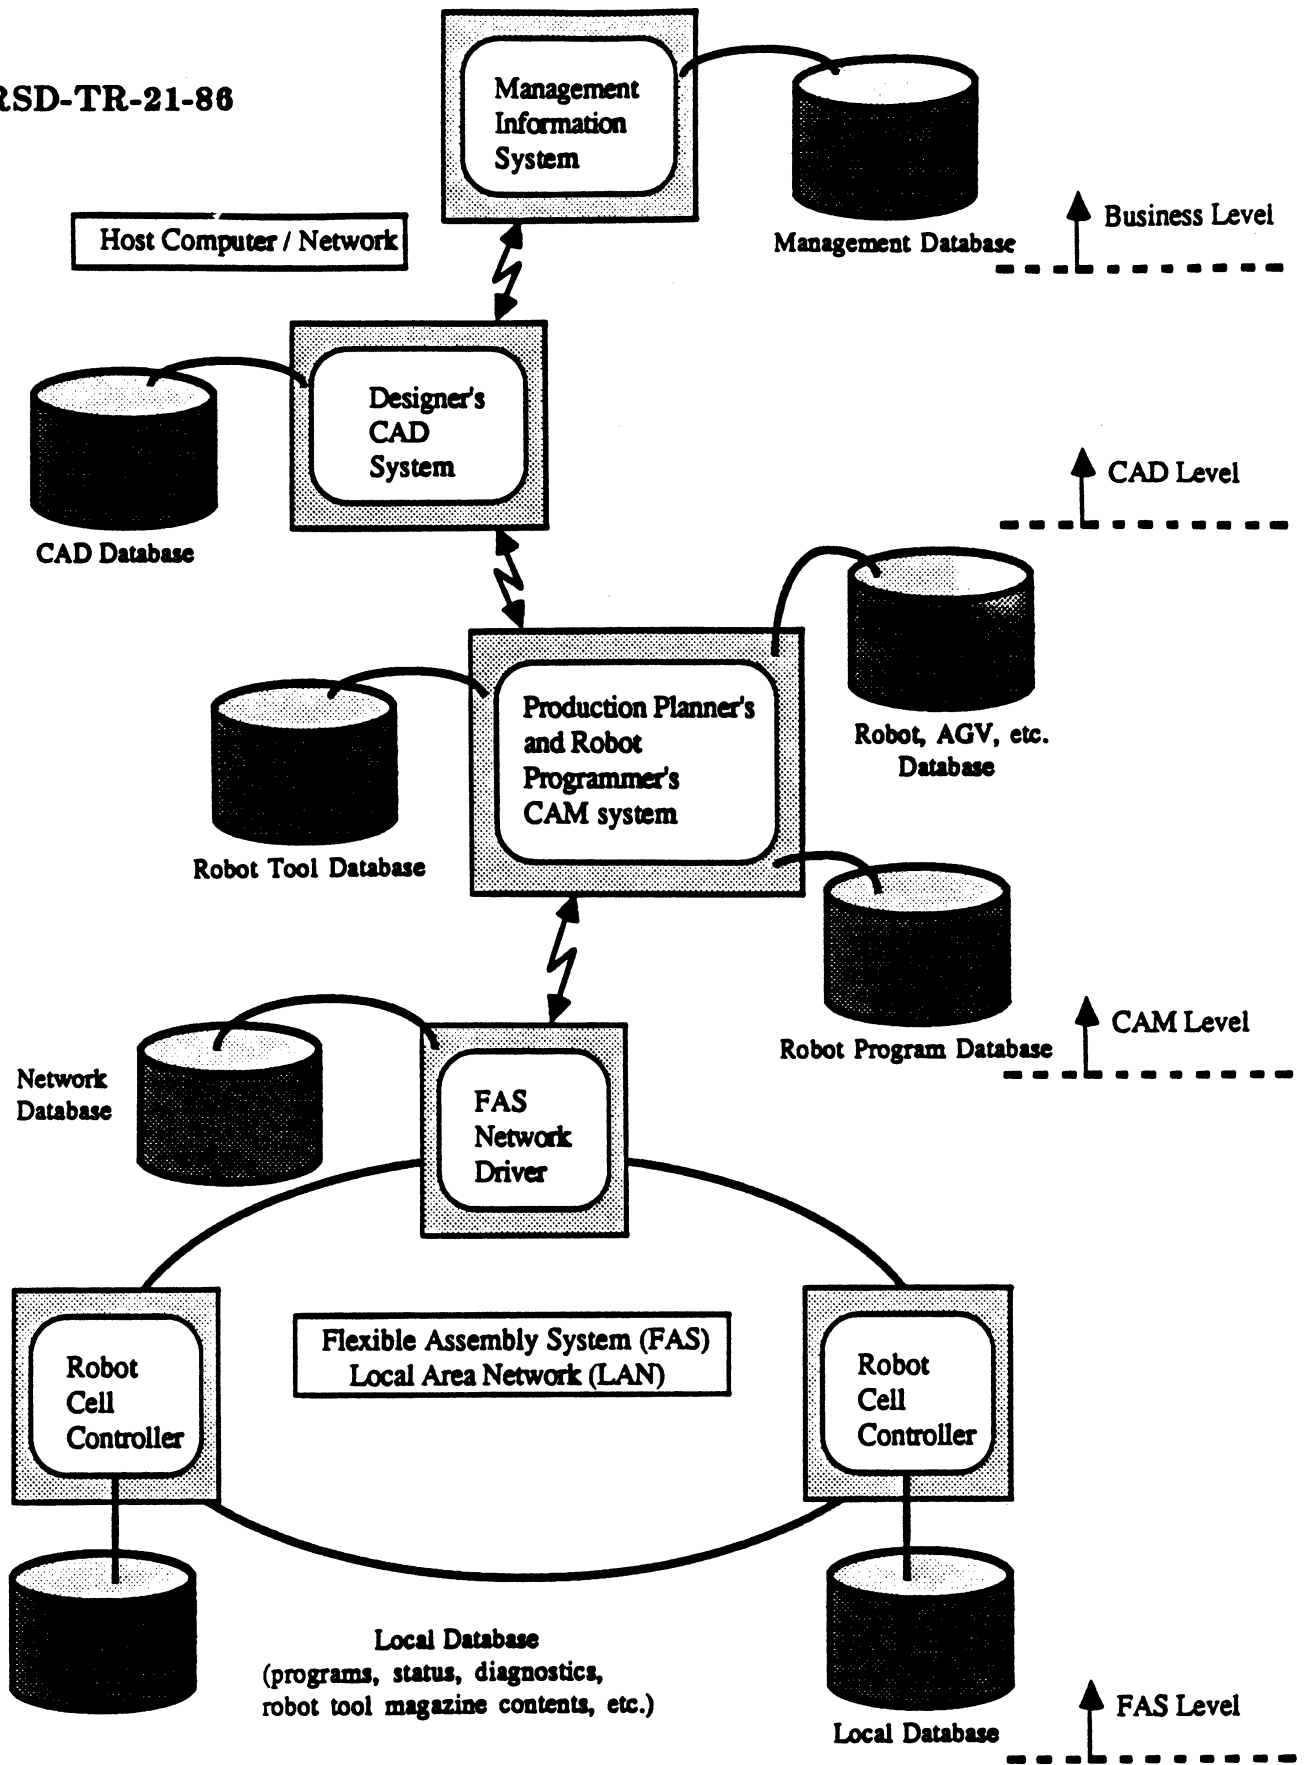 RSD-TR-21-86
Management
Information
System
Management Database
Business Level
Host Computer / Network
Designer's
CAD
System
CAD Database
CAD Level
Production Planner's
and Robot
Programmer's
CAM system
Robot, AGV, etc.
Database
Robot Tool Database
Robot Program Database
CAM Level
Network
Database
FAS
Network
Driver
Flexible Assembly System (FAS)
Local Area Network (LAN)
Robot
Cell
Controller
Robot
Cell
Controller
Local Database
(programs, status, diagnostics,
robot tool magazine contents, etc.)
Local Database
FAS Level